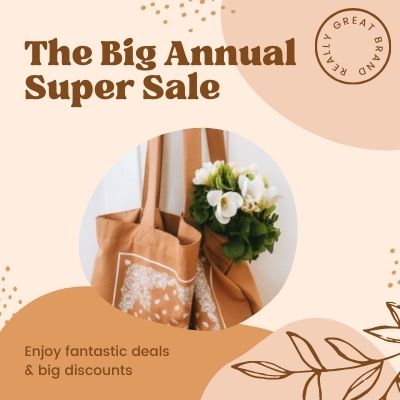 The Big Annual
Super Sale
REALLY GREAT BRAND
Enjoy fantastic deals
& big discounts